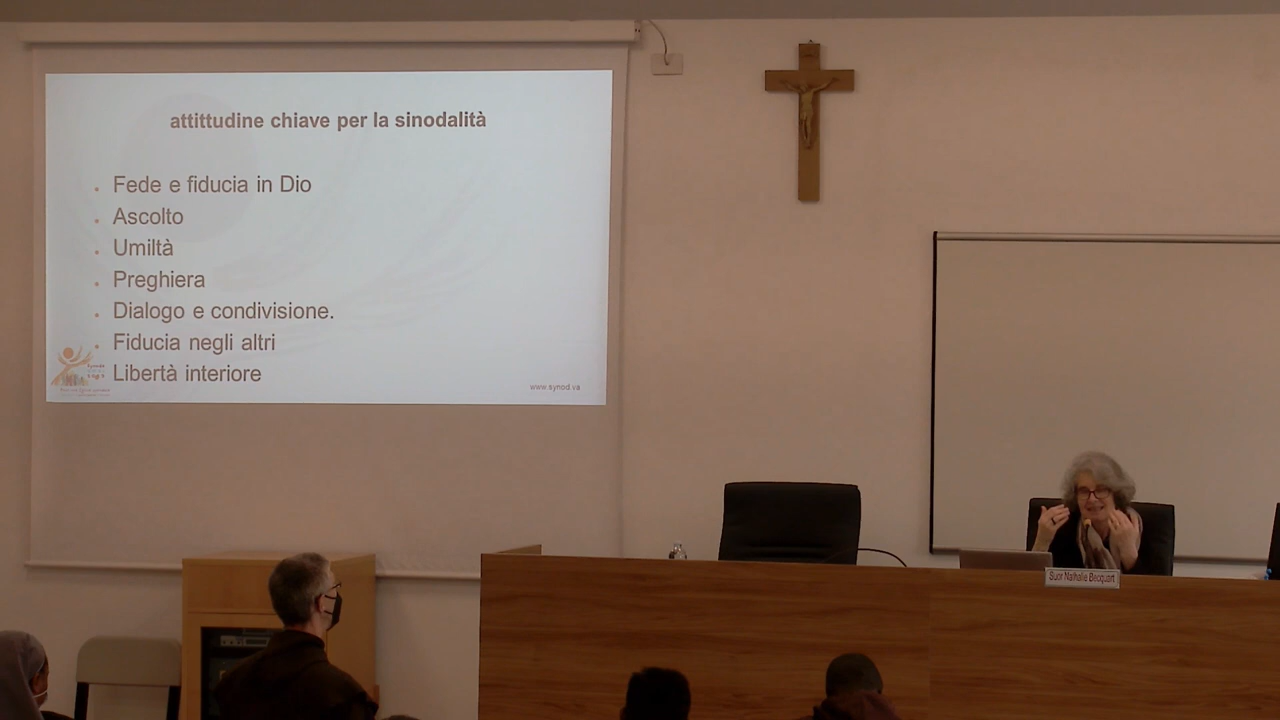 attittudine chiave per la sinodalità
Fede e fiducia in Dio
Ascolto
Umiltà
Preghiera
Dialogo e condivisione.
Fiducia negli altri
Libertà interiore
www.synod.va
Suor Nathalie Becquart